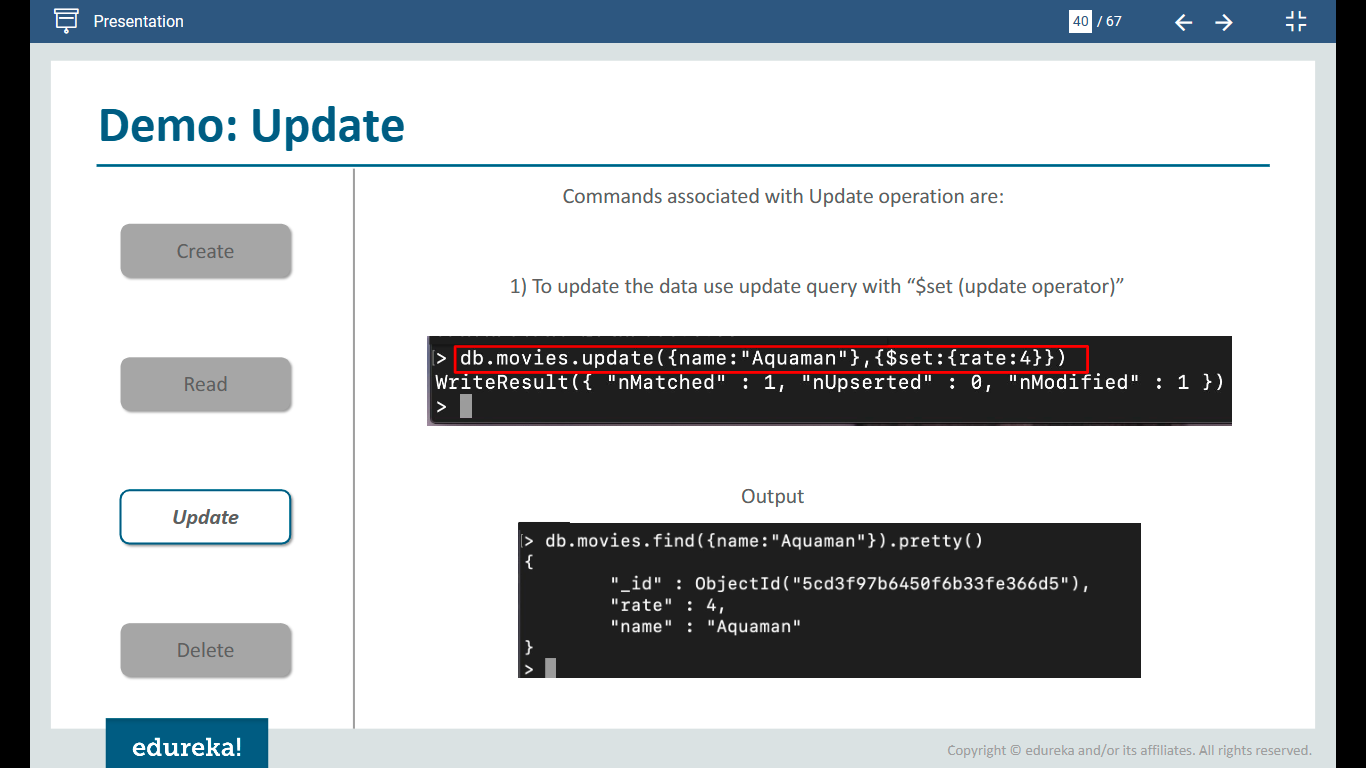 Presentation
40 / 67
Demo: Update
Create
Read
Update
Delete
Commands associated with Update operation are:
1) To update the data use update query with “$set (update operator)”
> db.movies.update({name:"Aquaman"},{$set:{rate:4}})
WriteResult({ "nMatched" : 1, "nUpserted" : 0, "nModified" : 1 })
>
Output
> db.movies.find({name:"Aquaman"}).pretty()
{
"_id" : ObjectId("5cd3f97b6450f6b33fe366d5"),
"rate" : 4,
"name" : "Aquaman"
}
>
edureka!
Copyright © edureka and/or its affiliates. All rights reserved.